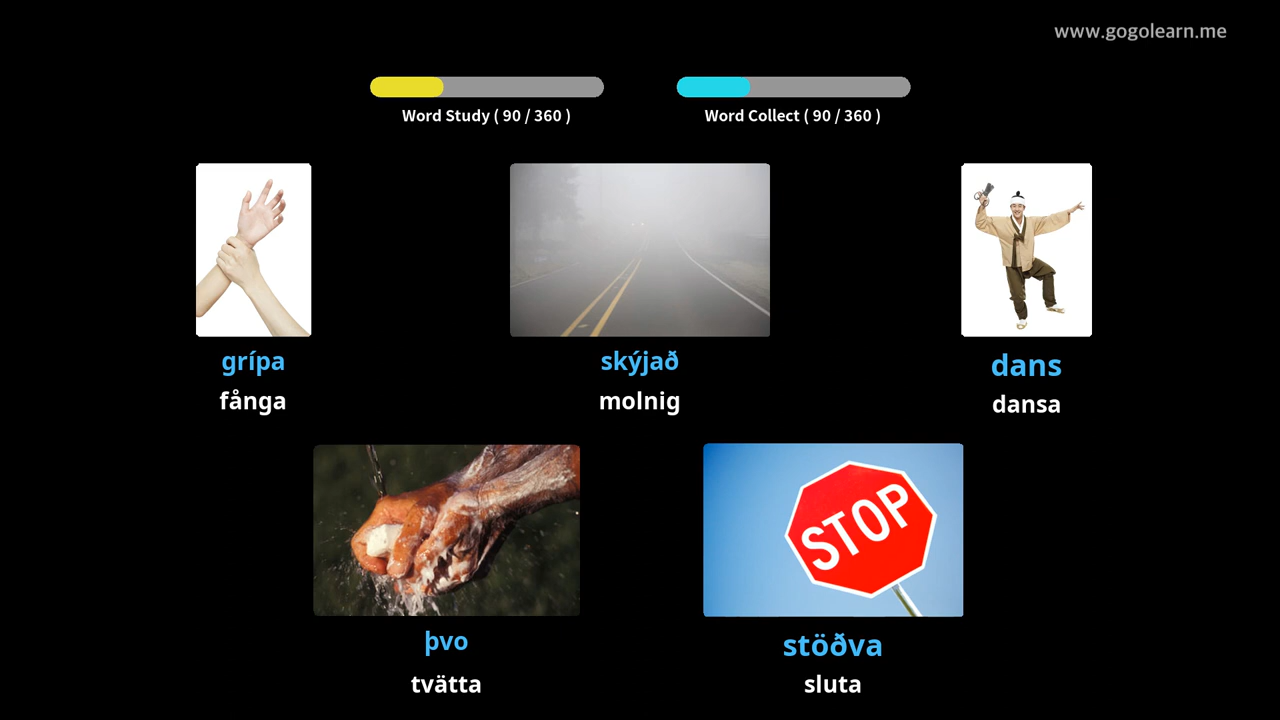 www.gogolearn.me
Word Study ( 90 / 360 )
Word Collect ( 90 / 360 )
grípa
fånga
skýjað
molnig
dans
dansa
þvo
tvätta
STOP
stöðva
sluta